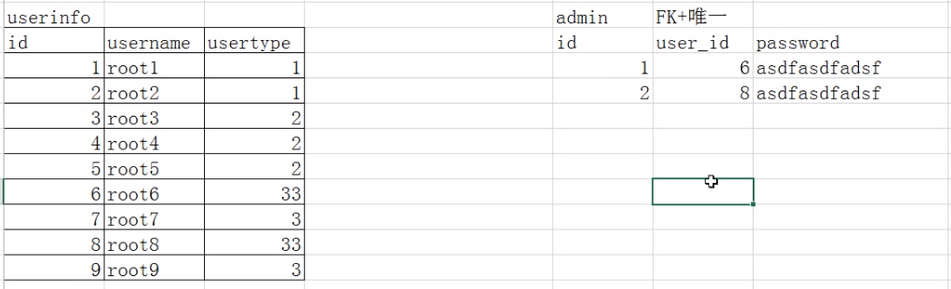 userinfo admin FK+唯一
id username usertype id user_id password
1 root1 1 1 6 asdfasdfadsf
2 root2 1 2 8 asdfasdfadsf
3 root3 2
4 root4 2
5 root5 2
6 root6 33
7 root7 3
8 root8 33
9 root9 3